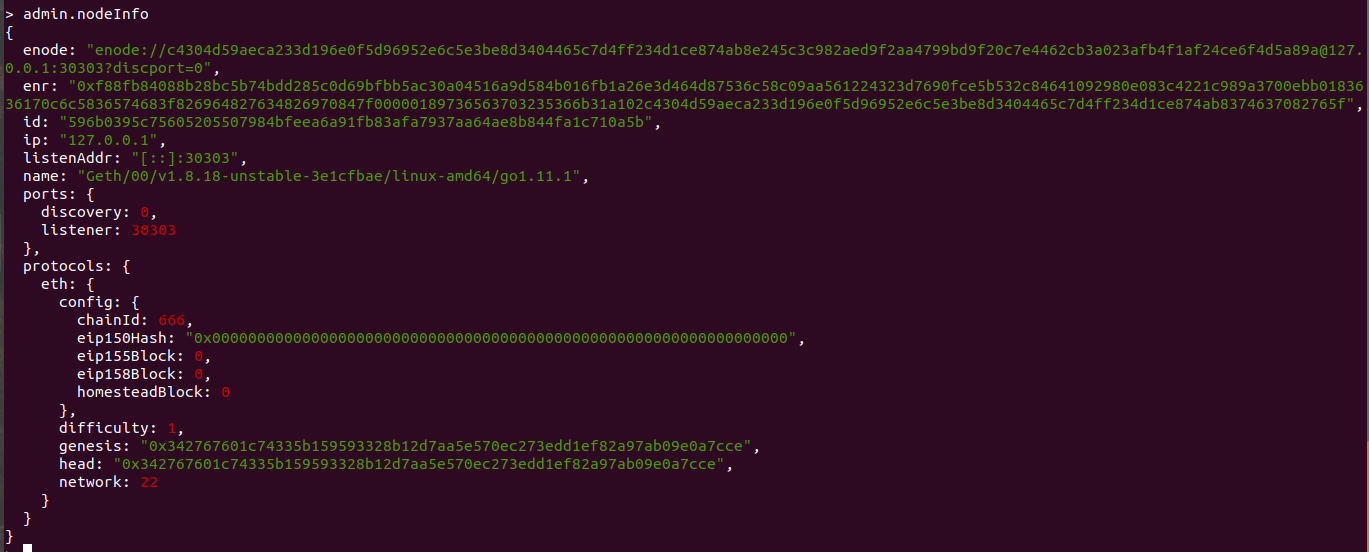 > admin.nodeInfo
{
  enode: "enode://c4304d59aeca233d196e0f5d96952e6c5e3be8d3404465c7d4ff234d1ce874ab8e245c3c982aed9f2aa4799bd9f20c7e4462cb3a023afb4f1af24ce6f4d5a89a@127.
0.0.1:30303?discport=0",
  enr: "0xf88fb84088b28bc5b74bdd285c0d69bfbb5ac30a04516a9d584b016fb1a26e3d464d87536c58c09aa561224323d7690fce5b532c84641092980e083c4221c989a3700ebb01836
36170c6c5836574683f826964827634826970847f00000189736563703235366b31a102c4304d59aeca233d196e0f5d96952e6c5e3be8d3404465c7d4ff234d1ce874ab8374637082765f",
  id: "596b0395c75605205507984bfeea6a91fb83afa7937aa64ae8b844fa1c710a5b",
  ip: "127.0.0.1",
  listenAddr: "[::]:30303",
  name: "Geth/00/v1.8.18-unstable-3e1cfbae/linux-amd64/go1.11.1",
  ports: {
    discovery: 0,
    listener: 30303
  },
  protocols: {
    eth: {
      config: {
        chainId: 666,
        eip150Hash: "0x0000000000000000000000000000000000000000000000000000000000000000",
        eip155Block: 0,
        eip158Block: 0,
        homesteadBlock: 0
      },
      difficulty: 1,
      genesis: "0x342767601c74335b159593328b12d7aa5e570ec273edd1ef82a97ab09e0a7cce",
      head: "0x342767601c74335b159593328b12d7aa5e570ec273edd1ef82a97ab09e0a7cce",
      network: 22
    }
  }
}